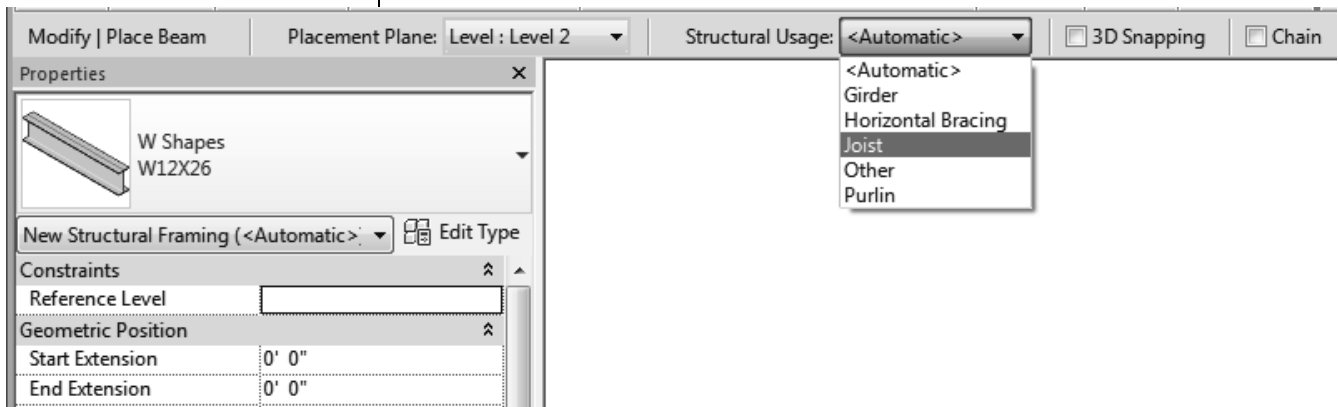 Modify | Place Beam Placement Plane: Level : Level 2 Structural Usage: <Automatic> 3D Snapping Chain
Properties
<Automatic>
Girder
Horizontal Bracing
Joist
Other
Purlin
W Shapes
W12X26
New Structural Framing (<Automatic>) Edit Type
Constraints
Reference Level
Geometric Position
Start Extension 0' 0"
End Extension 0' 0"